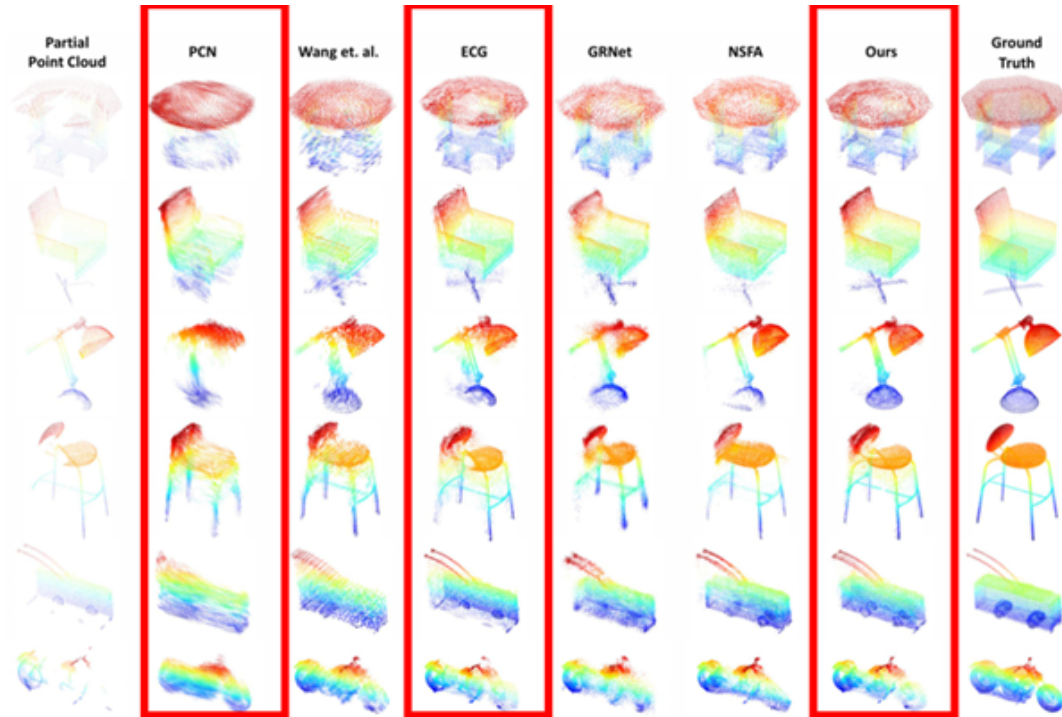 Partial
Point Cloud
PCN
Wang et. al.
ECG
GRNet
NSFA
Ours
Ground
Truth